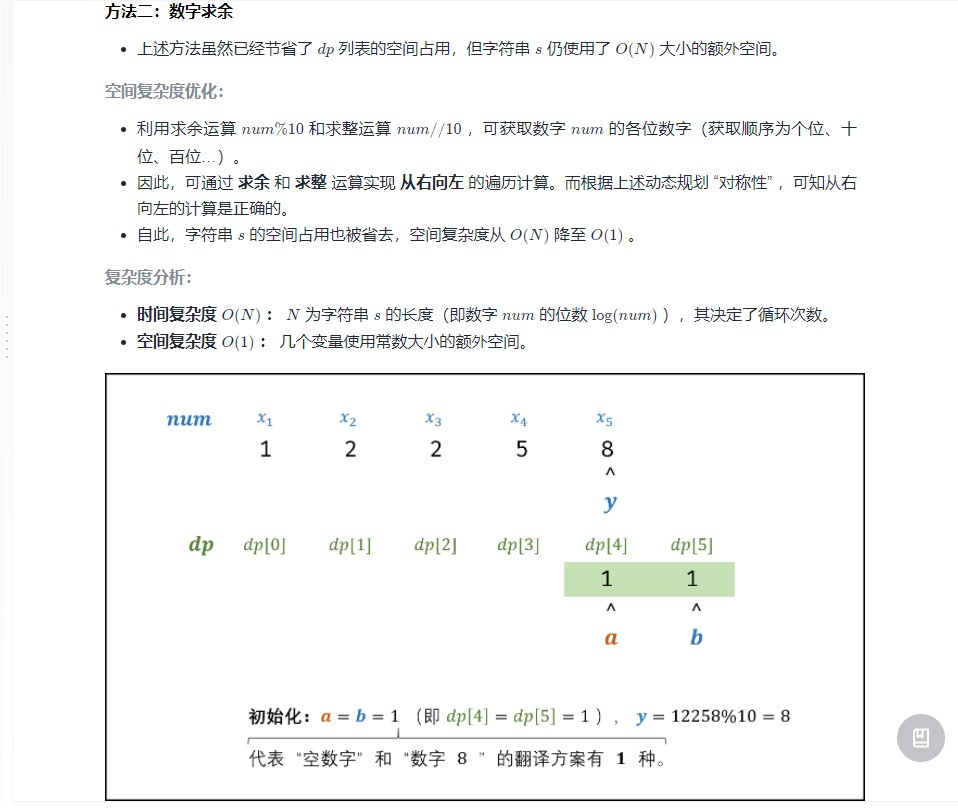 方法二：数字求余
• 上述方法虽然已经节省了 dp 列表的空间占用，但字符串 s 仍使用了 O(N) 大小的额外空间。
空间复杂度优化：
• 利用求余运算 num%10 和求整运算 num//10 ，可获取数字 num 的各位数字（获取顺序为个位、十
位、百位…）。
• 因此，可通过 求余 和 求整 运算实现 从右向左 的遍历计算。而根据上述动态规划 “对称性” ，可知从右
向左的计算是正确的。
• 自此，字符串 s 的空间占用也被省去，空间复杂度从 O(N) 降至 O(1) 。
复杂度分析：
• 时间复杂度 O(N) ： N 为字符串 s 的长度（即数字 num 的位数 log(num) ），其决定了循环次数。
• 空间复杂度 O(1) ： 几个变量使用常数大小的额外空间。
num x₁ x₂ x₃ x₄ x₅
1 2 2 5 8
^
y
dp dp[0] dp[1] dp[2] dp[3] dp[4] dp[5]
1 1
^ ^
a b
初始化：a = b = 1 （即 dp[4] = dp[5] = 1 ）， y = 12258%10 = 8
代表 “空数字” 和 “数字 8 ” 的翻译方案有 1 种。